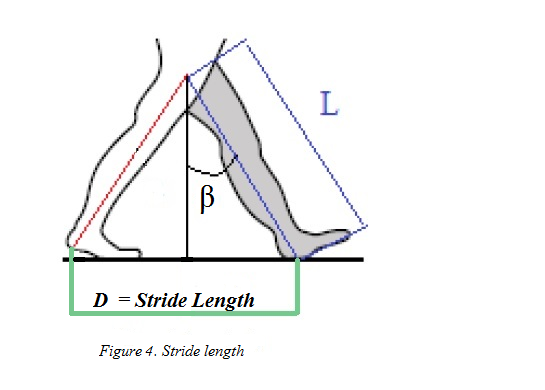 L
β
D = Stride Length
Figure 4. Stride length